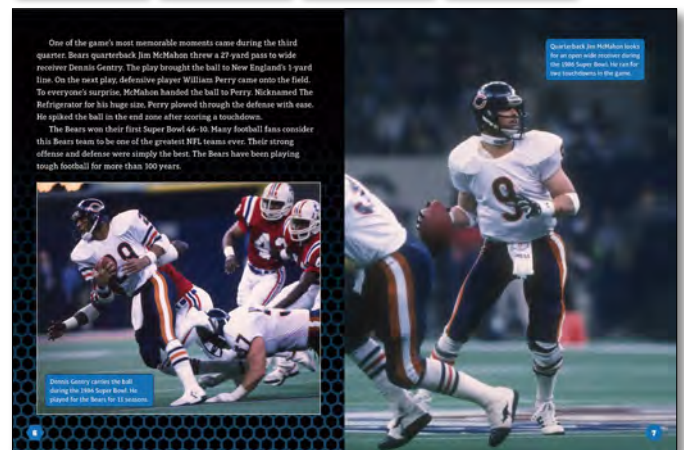 One of the game's most memorable moments came during the third
quarter. Bears quarterback Jim McMahon threw a 27-yard pass to wide
receiver Dennis Gentry. The play brought the ball to New England's 1-yard
line. On the next play, defensive player William Perry came onto the field.
To everyone's surprise, McMahon handed the ball to Perry. Nicknamed The
Refrigerator for his huge size, Perry plowed through the defense with ease.
He spiked the ball in the end zone after scoring a touchdown.
The Bears won their first Super Bowl 46–10. Many football fans consider
this Bears team to be one of the greatest NFL teams ever. Their strong
offense and defense were simply the best. The Bears have been playing
tough football for more than 100 years.
Dennis Gentry carries the ball
during the 1986 Super Bowl. He
played for the Bears for 11 seasons.
6
Quarterback Jim McMahon looks
for an open wide receiver during
the 1986 Super Bowl. He ran for
two touchdowns in the game.
9
7